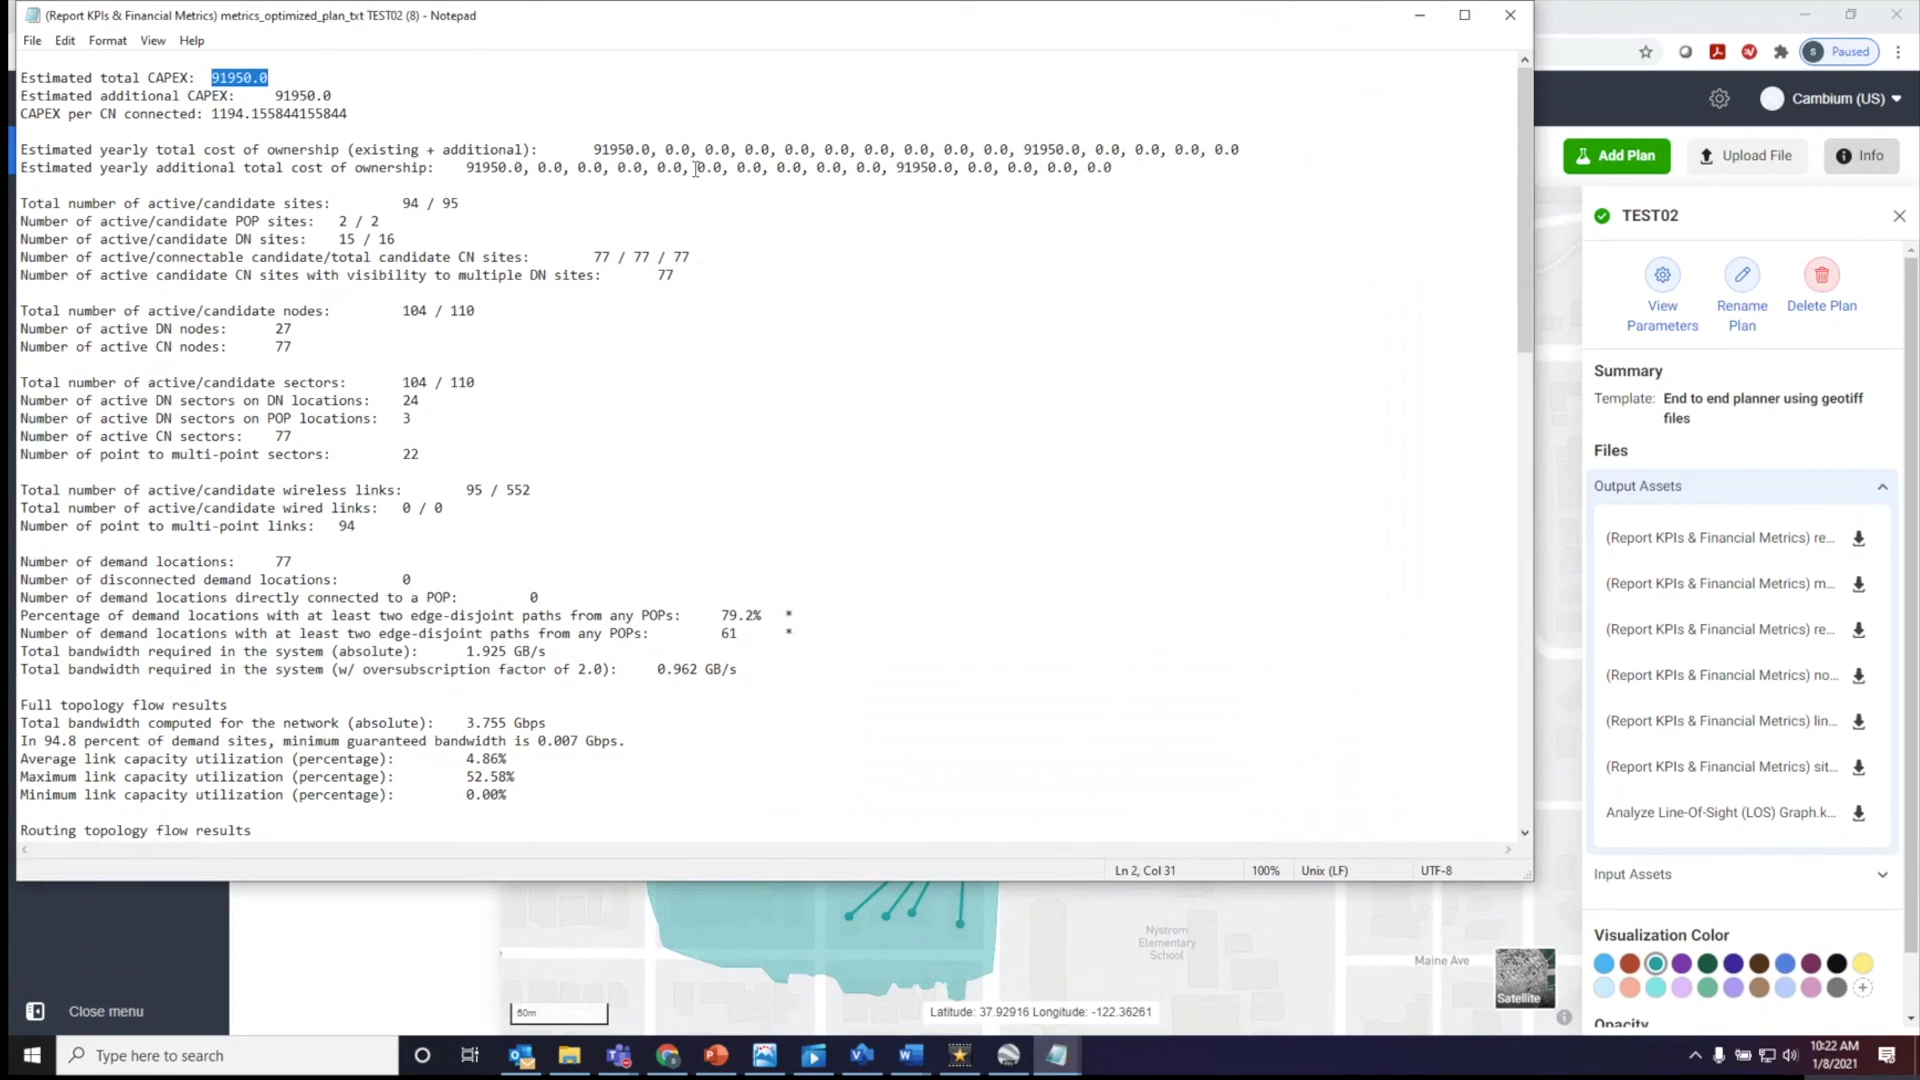 (Report KPIs & Financial Metrics) metrics_optimized_plan_txt TEST02 (8) - Notepad
File Edit Format View Help
Estimated total CAPEX: 91950.0
Estimated additional CAPEX: 91950.0
CAPEX per CN connected: 1194.155844155844
Estimated yearly total cost of ownership (existing + additional): 91950.0, 0.0, 0.0, 0.0, 0.0, 0.0, 0.0, 0.0, 0.0, 0.0, 91950.0, 0.0, 0.0, 0.0, 0.0
Estimated yearly additional total cost of ownership: 91950.0, 0.0, 0.0, 0.0, 0.0, 0.0, 0.0, 0.0, 0.0, 0.0, 91950.0, 0.0, 0.0, 0.0, 0.0
Total number of active/candidate sites: 94 / 95
Number of active/candidate POP sites: 2 / 2
Number of active/candidate DN sites: 15 / 16
Number of active/connectable candidate/total candidate CN sites: 77 / 77 / 77
Number of active candidate CN sites with visibility to multiple DN sites: 77
Total number of active/candidate nodes: 104 / 110
Number of active DN nodes: 27
Number of active CN nodes: 77
Total number of active/candidate sectors: 104 / 110
Number of active DN sectors on DN locations: 24
Number of active DN sectors on POP locations: 3
Number of active CN sectors: 77
Number of point to multi-point sectors: 22
Total number of active/candidate wireless links: 95 / 552
Total number of active/candidate wired links: 0 / 0
Number of point to multi-point links: 94
Number of demand locations: 77
Number of disconnected demand locations: 0
Number of demand locations directly connected to a POP: 0
Percentage of demand locations with at least two edge-disjoint paths from any POPs: 79.2% *
Number of demand locations with at least two edge-disjoint paths from any POPs: 61 *
Total bandwidth required in the system (absolute): 1.925 GB/s
Total bandwidth required in the system (w/ oversubscription factor of 2.0): 0.962 GB/s
Full topology flow results
Total bandwidth computed for the network (absolute): 3.755 Gbps
In 94.8 percent of demand sites, minimum guaranteed bandwidth is 0.007 Gbps.
Average link capacity utilization (percentage): 4.86%
Maximum link capacity utilization (percentage): 52.58%
Minimum link capacity utilization (percentage): 0.00%
Routing topology flow results
Ln 2, Col 31 100% Unix (LF) UTF-8
S Paused
Cambium (US)
Add Plan Upload File Info
TEST02
View Parameters
Rename Plan
Delete Plan
Summary
Template: End to end planner using geotiff
files
Files
Output Assets
(Report KPIs & Financial Metrics) re...
(Report KPIs & Financial Metrics) m...
(Report KPIs & Financial Metrics) re...
(Report KPIs & Financial Metrics) no...
(Report KPIs & Financial Metrics) lin...
(Report KPIs & Financial Metrics) sit...
Analyze Line-Of-Sight (LOS) Graph.k...
Input Assets
Visualization Color
Opacity
Nystrom
Elementary
School
Maine Ave
Satellite
50m
Latitude: 37.92916 Longitude: -122.36261
Close menu
Type here to search
10:22 AM
1/8/2021